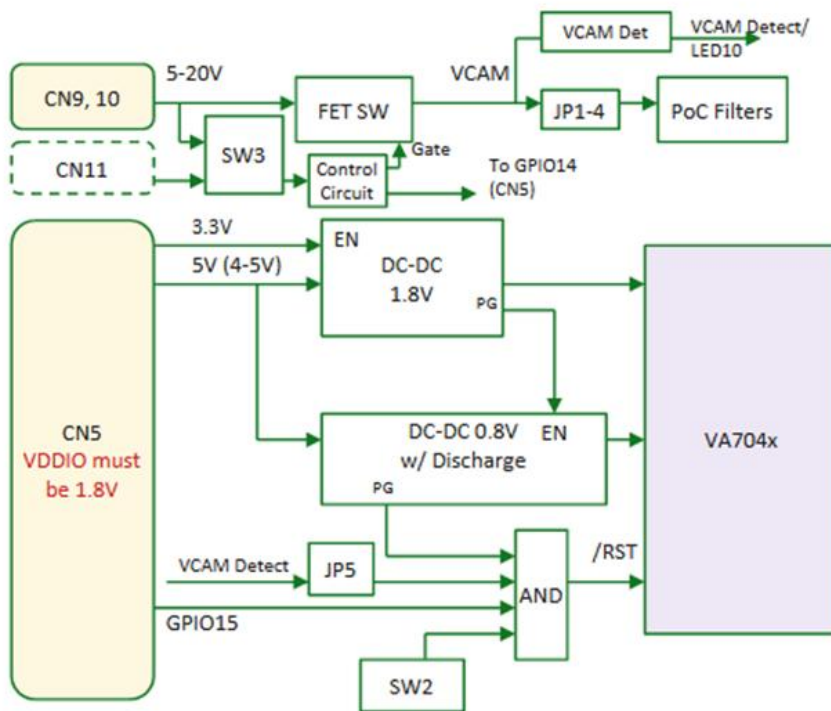 VCAM Det
VCAM Detect/
LED10
5-20V
VCAM
CN9, 10
FET SW
JP1-4
PoC Filters
SW3
Gate
CN11
Control
Circuit
To GPIO14
(CN5)
3.3V
EN
5V (4-5V)
DC-DC
1.8V
PG
CN5
VDDIO must
be 1.8V
DC-DC 0.8V
EN
w/ Discharge
PG
VA704x
VCAM Detect
JP5
/RST
AND
GPIO15
SW2